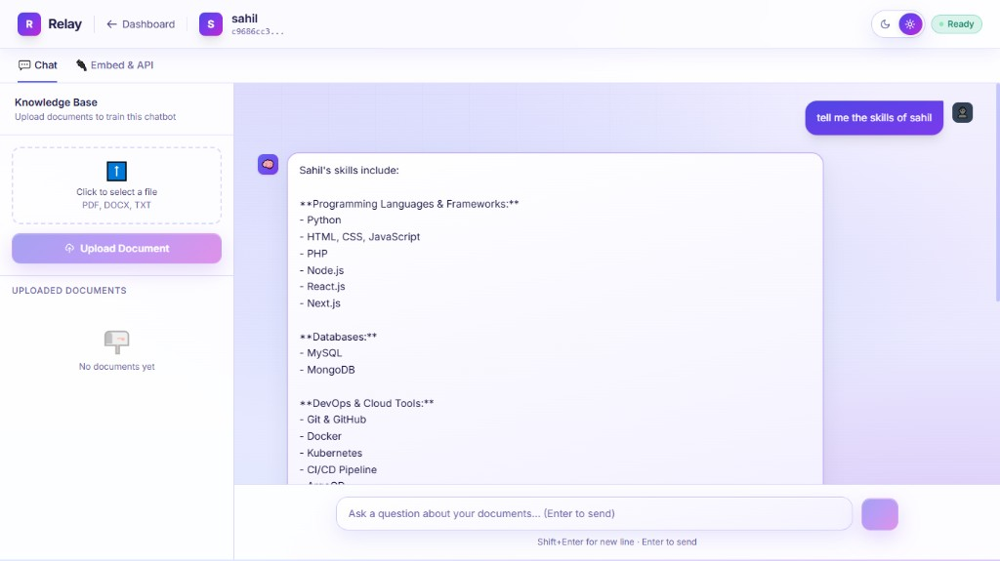 R Relay
← Dashboard
S sahil
c9686cc3...
Ready
Chat
Embed & API
Knowledge Base
Upload documents to train this chatbot
Click to select a file
PDF, DOCX, TXT
Upload Document
UPLOADED DOCUMENTS
No documents yet
tell me the skills of sahil
Sahil's skills include:
**Programming Languages & Frameworks:**
- Python
- HTML, CSS, JavaScript
- PHP
- Node.js
- React.js
- Next.js
**Databases:**
- MySQL
- MongoDB
**DevOps & Cloud Tools:**
- Git & GitHub
- Docker
- Kubernetes
- CI/CD Pipeline
Ask a question about your documents... (Enter to send)
Shift+Enter for new line · Enter to send